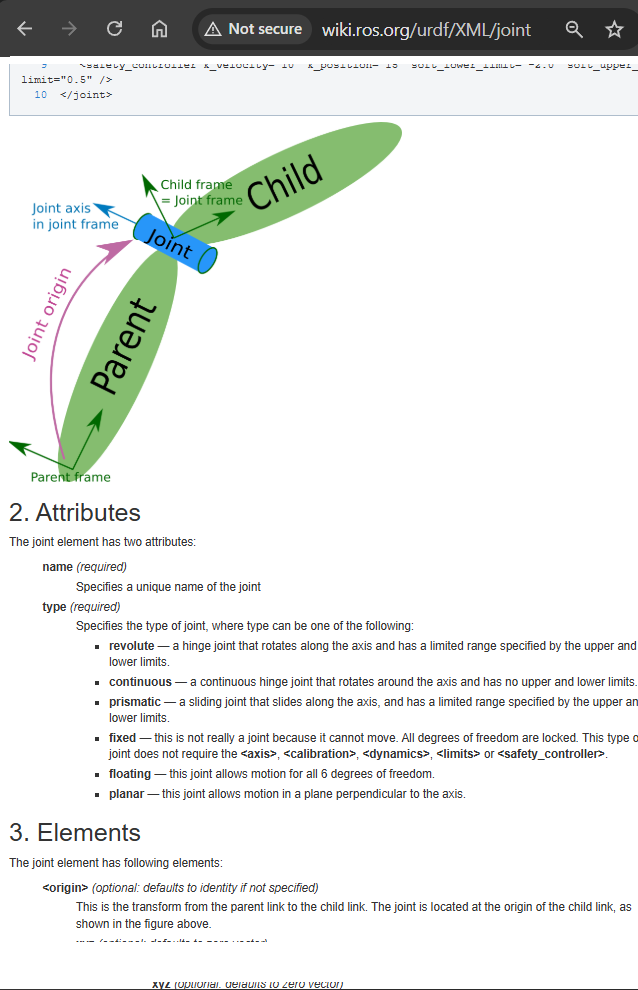 Not secure
wiki.ros.org/urdf/XML/joint
9 <safety_controller k_velocity="10" k_position="15" soft_lower_limit="-2.0" soft_upper_
limit="0.5" />
10 </joint>
Child frame
= Joint frame
Child
Joint axis
in joint frame
Joint
Joint origin
Parent
Parent frame
2. Attributes
The joint element has two attributes:
name (required)
Specifies a unique name of the joint
type (required)
Specifies the type of joint, where type can be one of the following:
▪ revolute — a hinge joint that rotates along the axis and has a limited range specified by the upper and
lower limits.
▪ continuous — a continuous hinge joint that rotates around the axis and has no upper and lower limits.
▪ prismatic — a sliding joint that slides along the axis, and has a limited range specified by the upper an
lower limits.
▪ fixed — this is not really a joint because it cannot move. All degrees of freedom are locked. This type o
joint does not require the <axis>, <calibration>, <dynamics>, <limits> or <safety_controller>.
▪ floating — this joint allows motion for all 6 degrees of freedom.
▪ planar — this joint allows motion in a plane perpendicular to the axis.
3. Elements
The joint element has following elements:
<origin> (optional: defaults to identity if not specified)
This is the transform from the parent link to the child link. The joint is located at the origin of the child link, as
shown in the figure above.
xyz (optional: defaults to zero vector)
xyz (optional: defaults to zero vector)